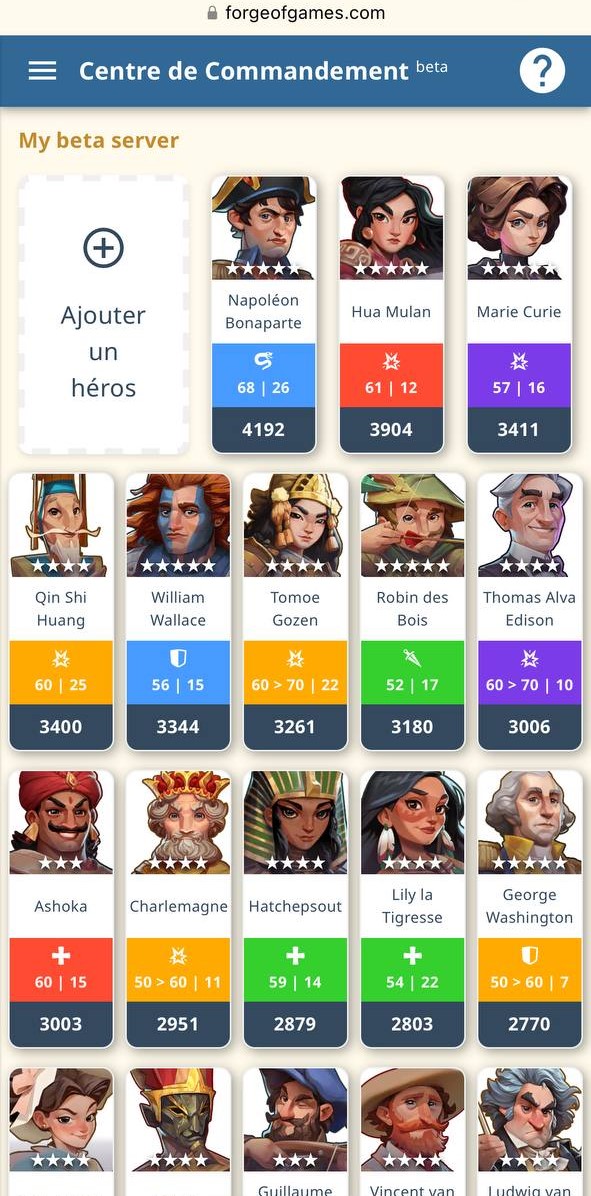 forgeofgames.com
Centre de Commandement beta
?
My beta server
Ajouter
un
héros
Napoléon
Bonaparte
68 | 26
4192
Hua Mulan
61 | 12
3904
Marie Curie
57 | 16
3411
Qin Shi
Huang
60 | 25
3400
William
Wallace
56 | 15
3344
Tomoe
Gozen
60 > 70 | 22
3261
Robin des
Bois
52 | 17
3180
Thomas Alva
Edison
60 > 70 | 10
3006
Ashoka
60 | 15
3003
Charlemagne
50 > 60 | 11
2951
Hatchepsout
59 | 14
2879
Lily la
Tigresse
54 | 22
2803
George
Washington
50 > 60 | 7
2770
Guillaume
Vincent van
Ludwig van